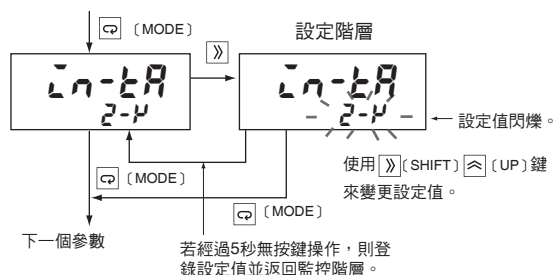 〔MODE〕
設定階層
in-tA
2-Y
in-tA
2-Y
設定值閃爍。
使用 》〔SHIFT〕 ︽〔UP〕鍵
來變更設定值。
〔MODE〕
〔MODE〕
下一個參數
若經過5秒無按鍵操作，則登
錄設定值並返回監控階層。